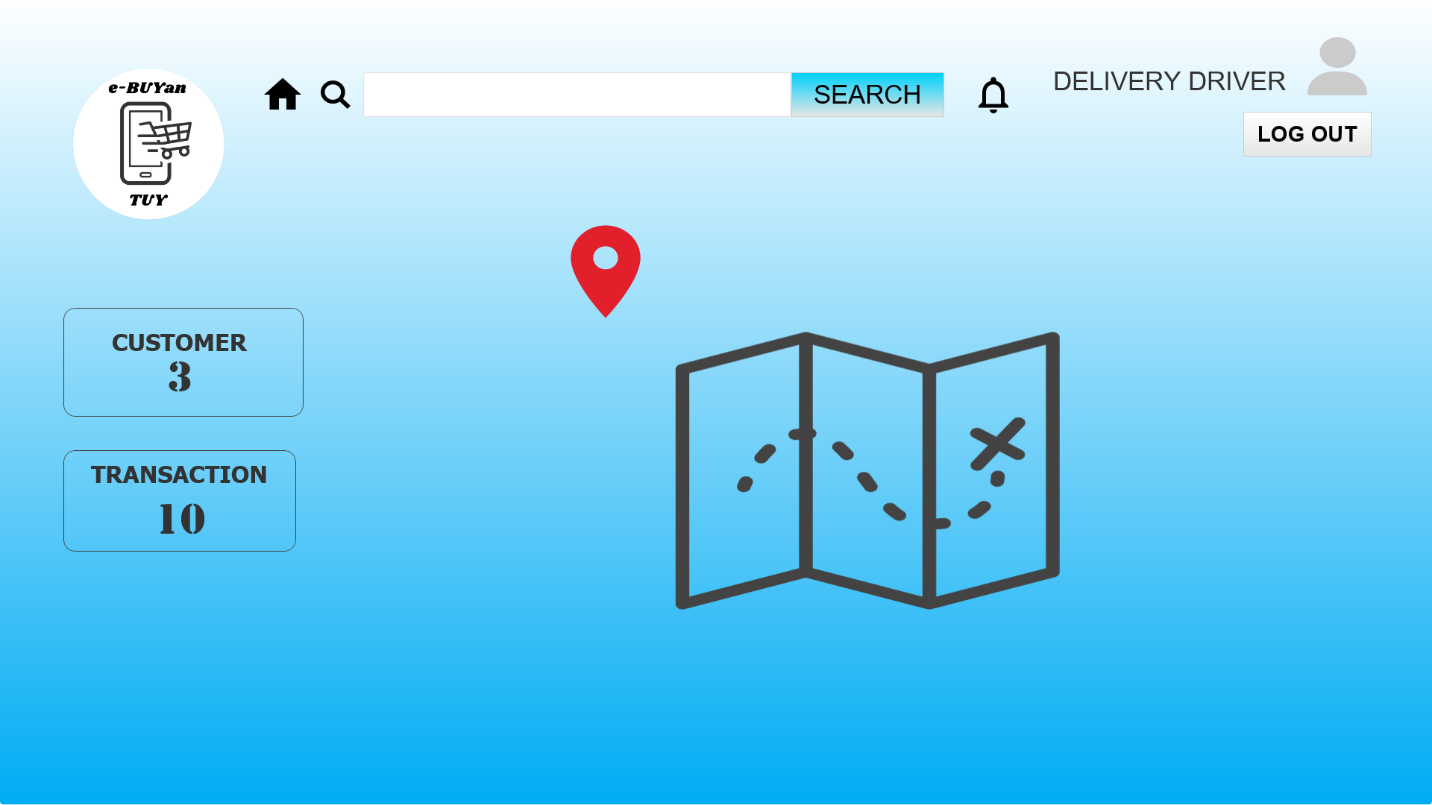 e-BUYan
TUY
SEARCH
DELIVERY DRIVER
LOG OUT
CUSTOMER
3
TRANSACTION
10